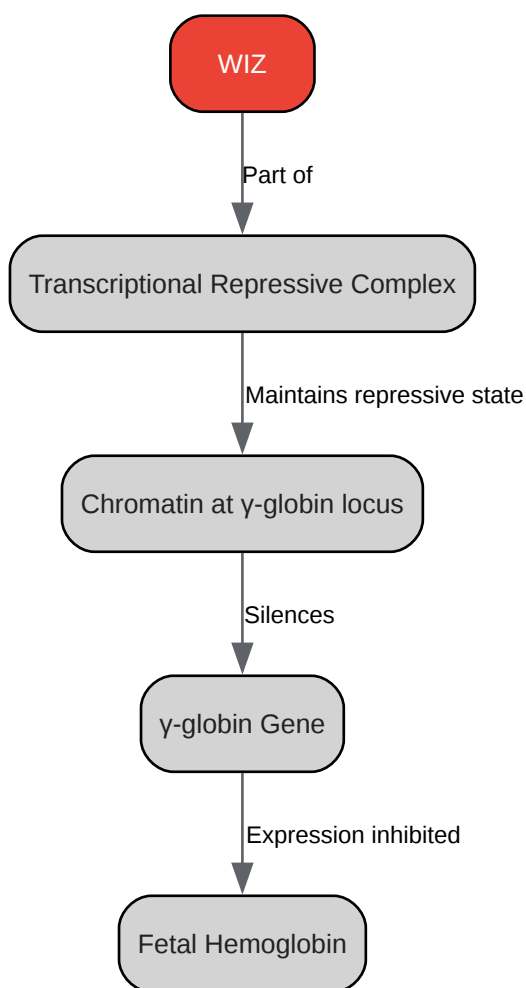 WIZ
Part of
Transcriptional Repressive Complex
Maintains repressive state
Chromatin at γ-globin locus
Silences
γ-globin Gene
Expression inhibited
Fetal Hemoglobin